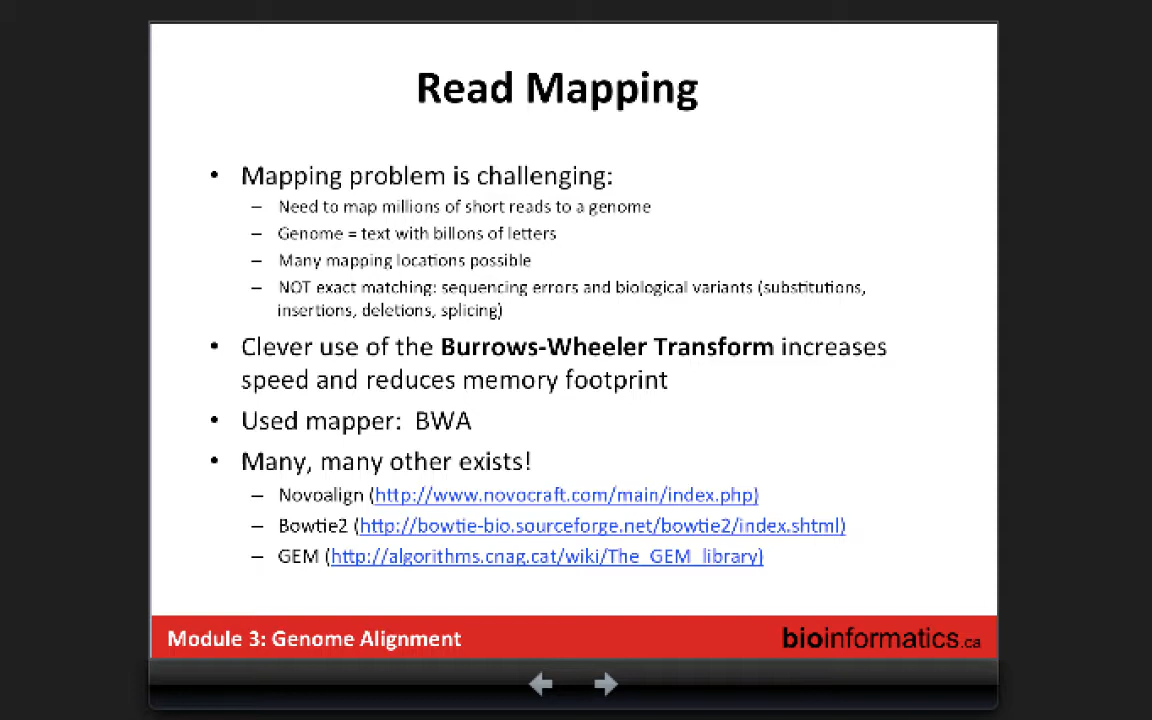 Read Mapping
• Mapping problem is challenging:
– Need to map millions of short reads to a genome
– Genome = text with billons of letters
– Many mapping locations possible
– NOT exact matching: sequencing errors and biological variants (substitutions,
insertions, deletions, splicing)
• Clever use of the Burrows-Wheeler Transform increases
speed and reduces memory footprint
• Used mapper: BWA
• Many, many other exists!
– Novoalign (http://www.novocraft.com/main/index.php)
– Bowtie2 (http://bowtie-bio.sourceforge.net/bowtie2/index.shtml)
– GEM (http://algorithms.cnag.cat/wiki/The_GEM_library)
Module 3: Genome Alignment
bioinformatics.ca